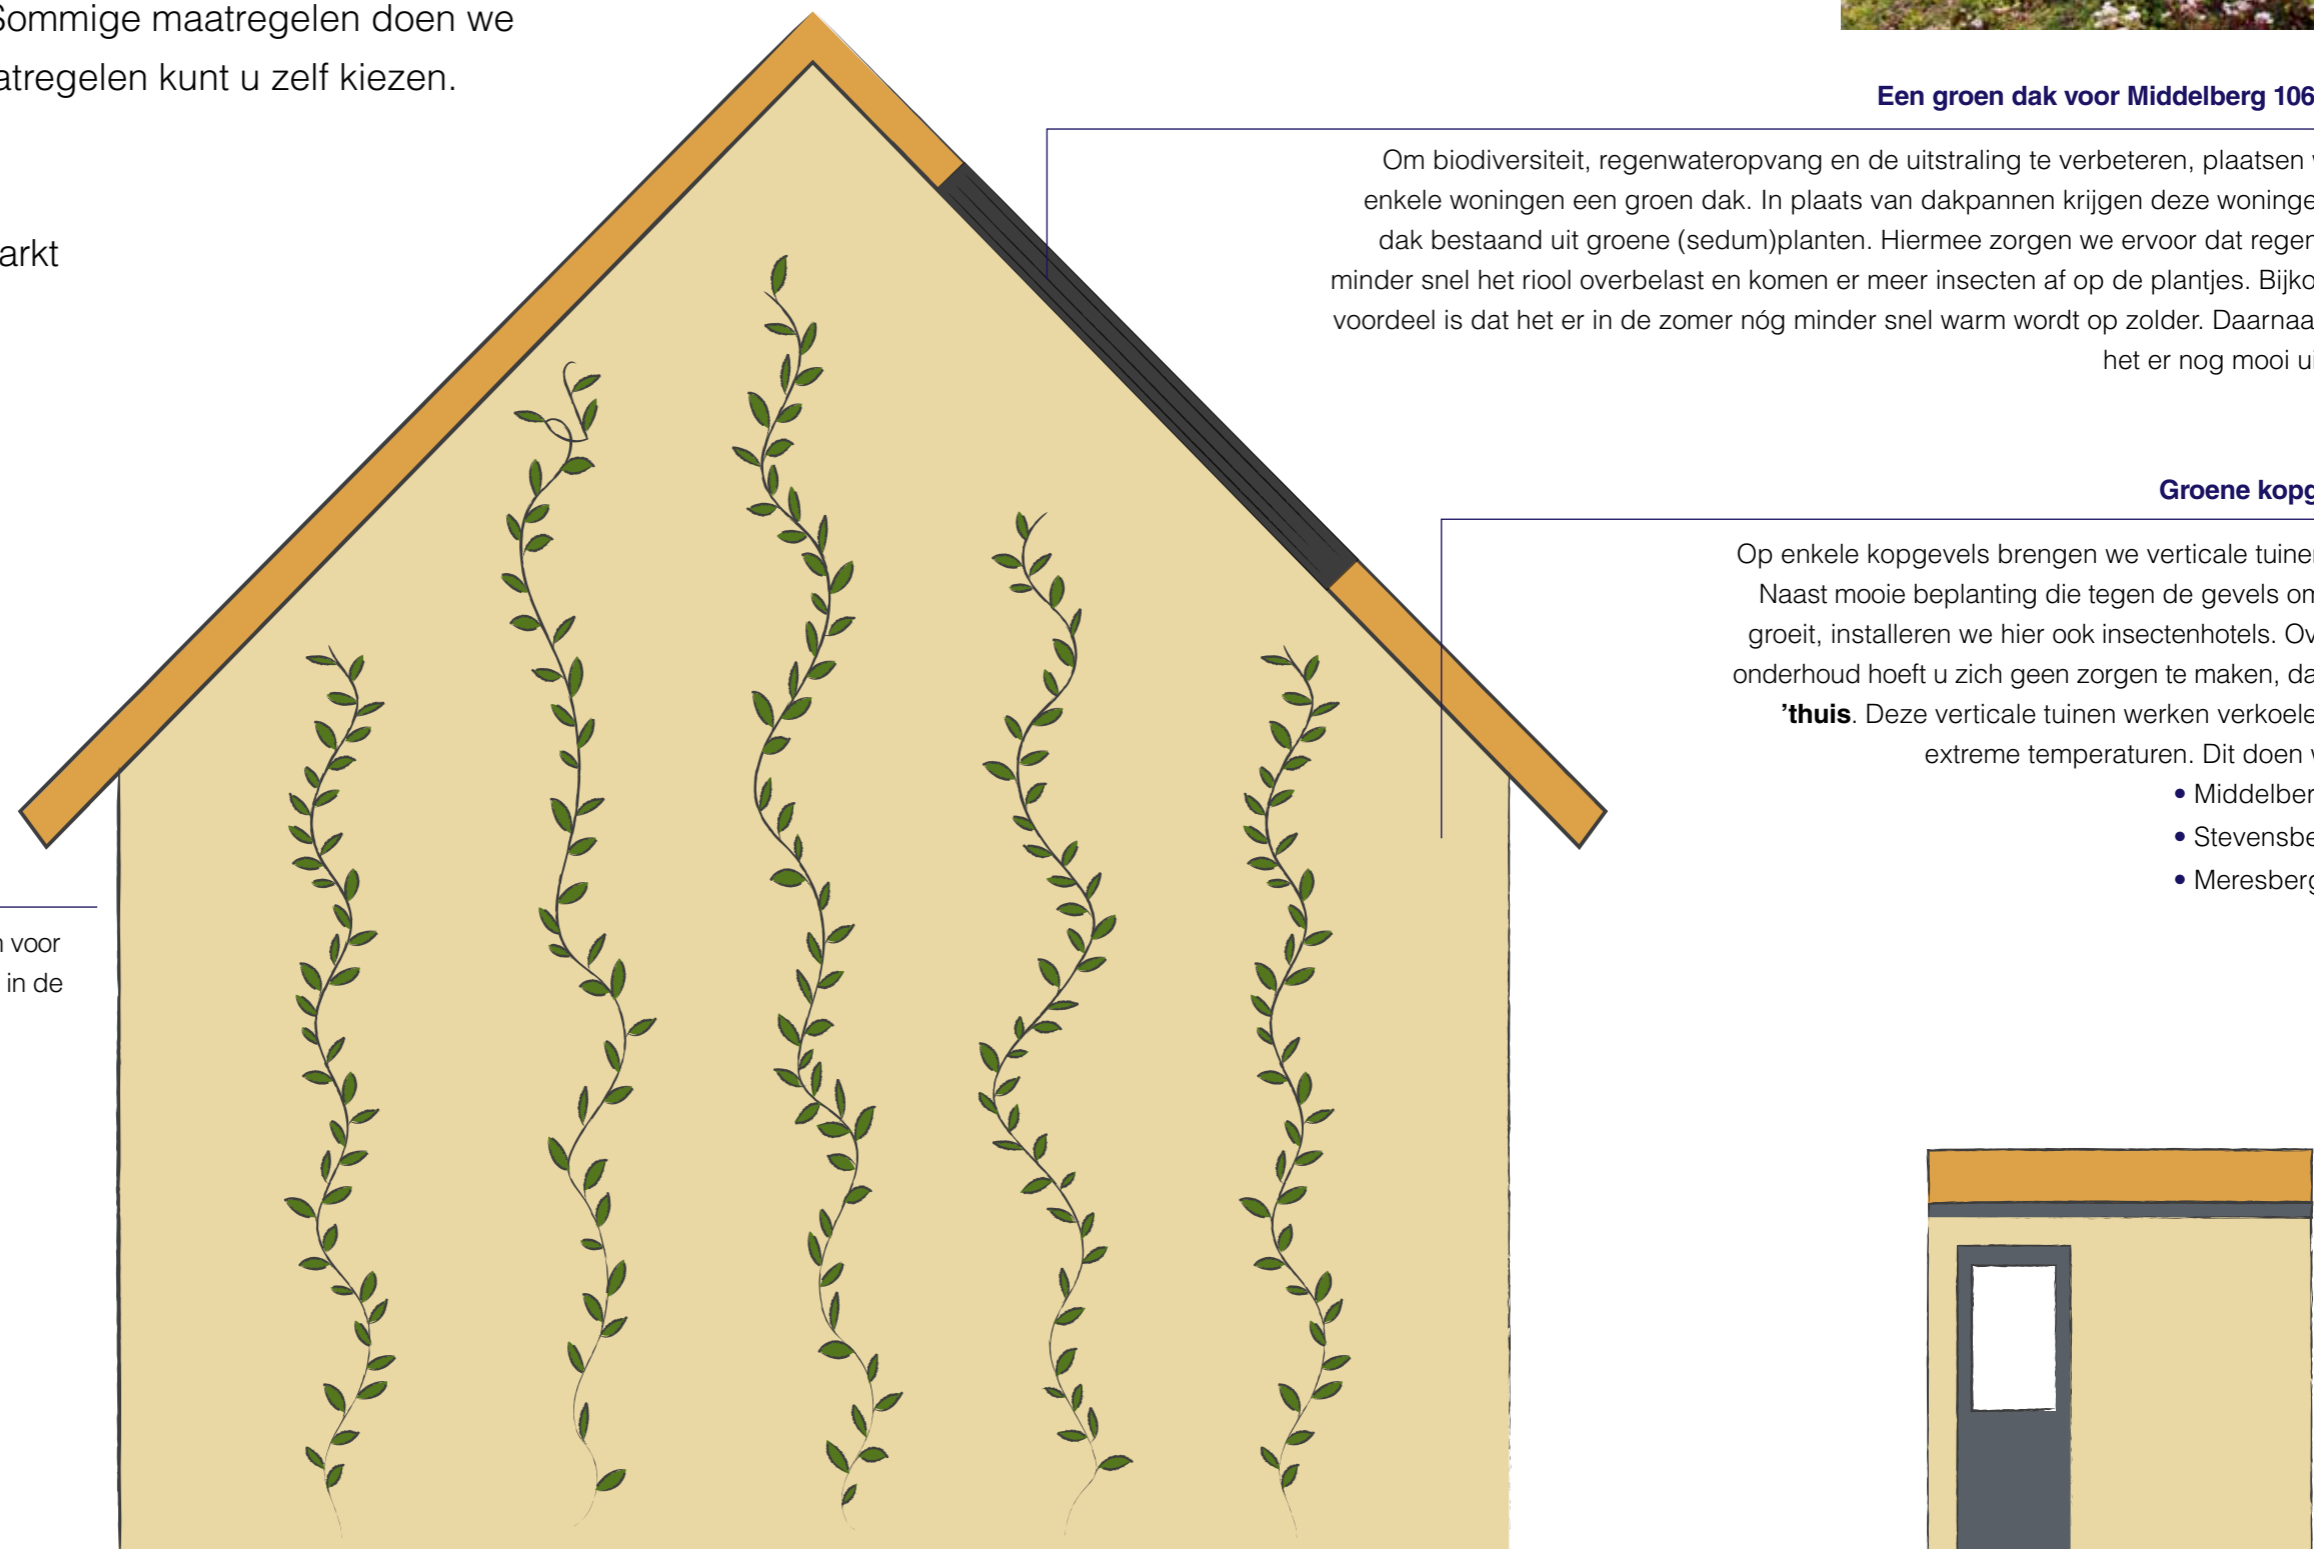 Sommige maatregelen doen we
atregelen kunt u zelf kiezen.
arkt
voor
in de
Een groen dak voor Middelberg 106
Om biodiversiteit, regenwateropvang en de uitstraling te verbeteren, plaatsen
enkele woningen een groen dak. In plaats van dakpannen krijgen deze woninge
dak bestaand uit groene (sedum)planten. Hiermee zorgen we ervoor dat regen
minder snel het riool overbelast en komen er meer insecten af op de plantjes. Bijko
voordeel is dat het er in de zomer nóg minder snel warm wordt op zolder. Daarnaa
het er nog mooi ui
Groene kopg
Op enkele kopgevels brengen we verticale tuinen
Naast mooie beplanting die tegen de gevels om
groeit, installeren we hier ook insectenhotels. Ov
onderhoud hoeft u zich geen zorgen te maken, da
’thuis. Deze verticale tuinen werken verkoele
extreme temperaturen. Dit doen
• Middelber
• Stevensbe
• Meresberg